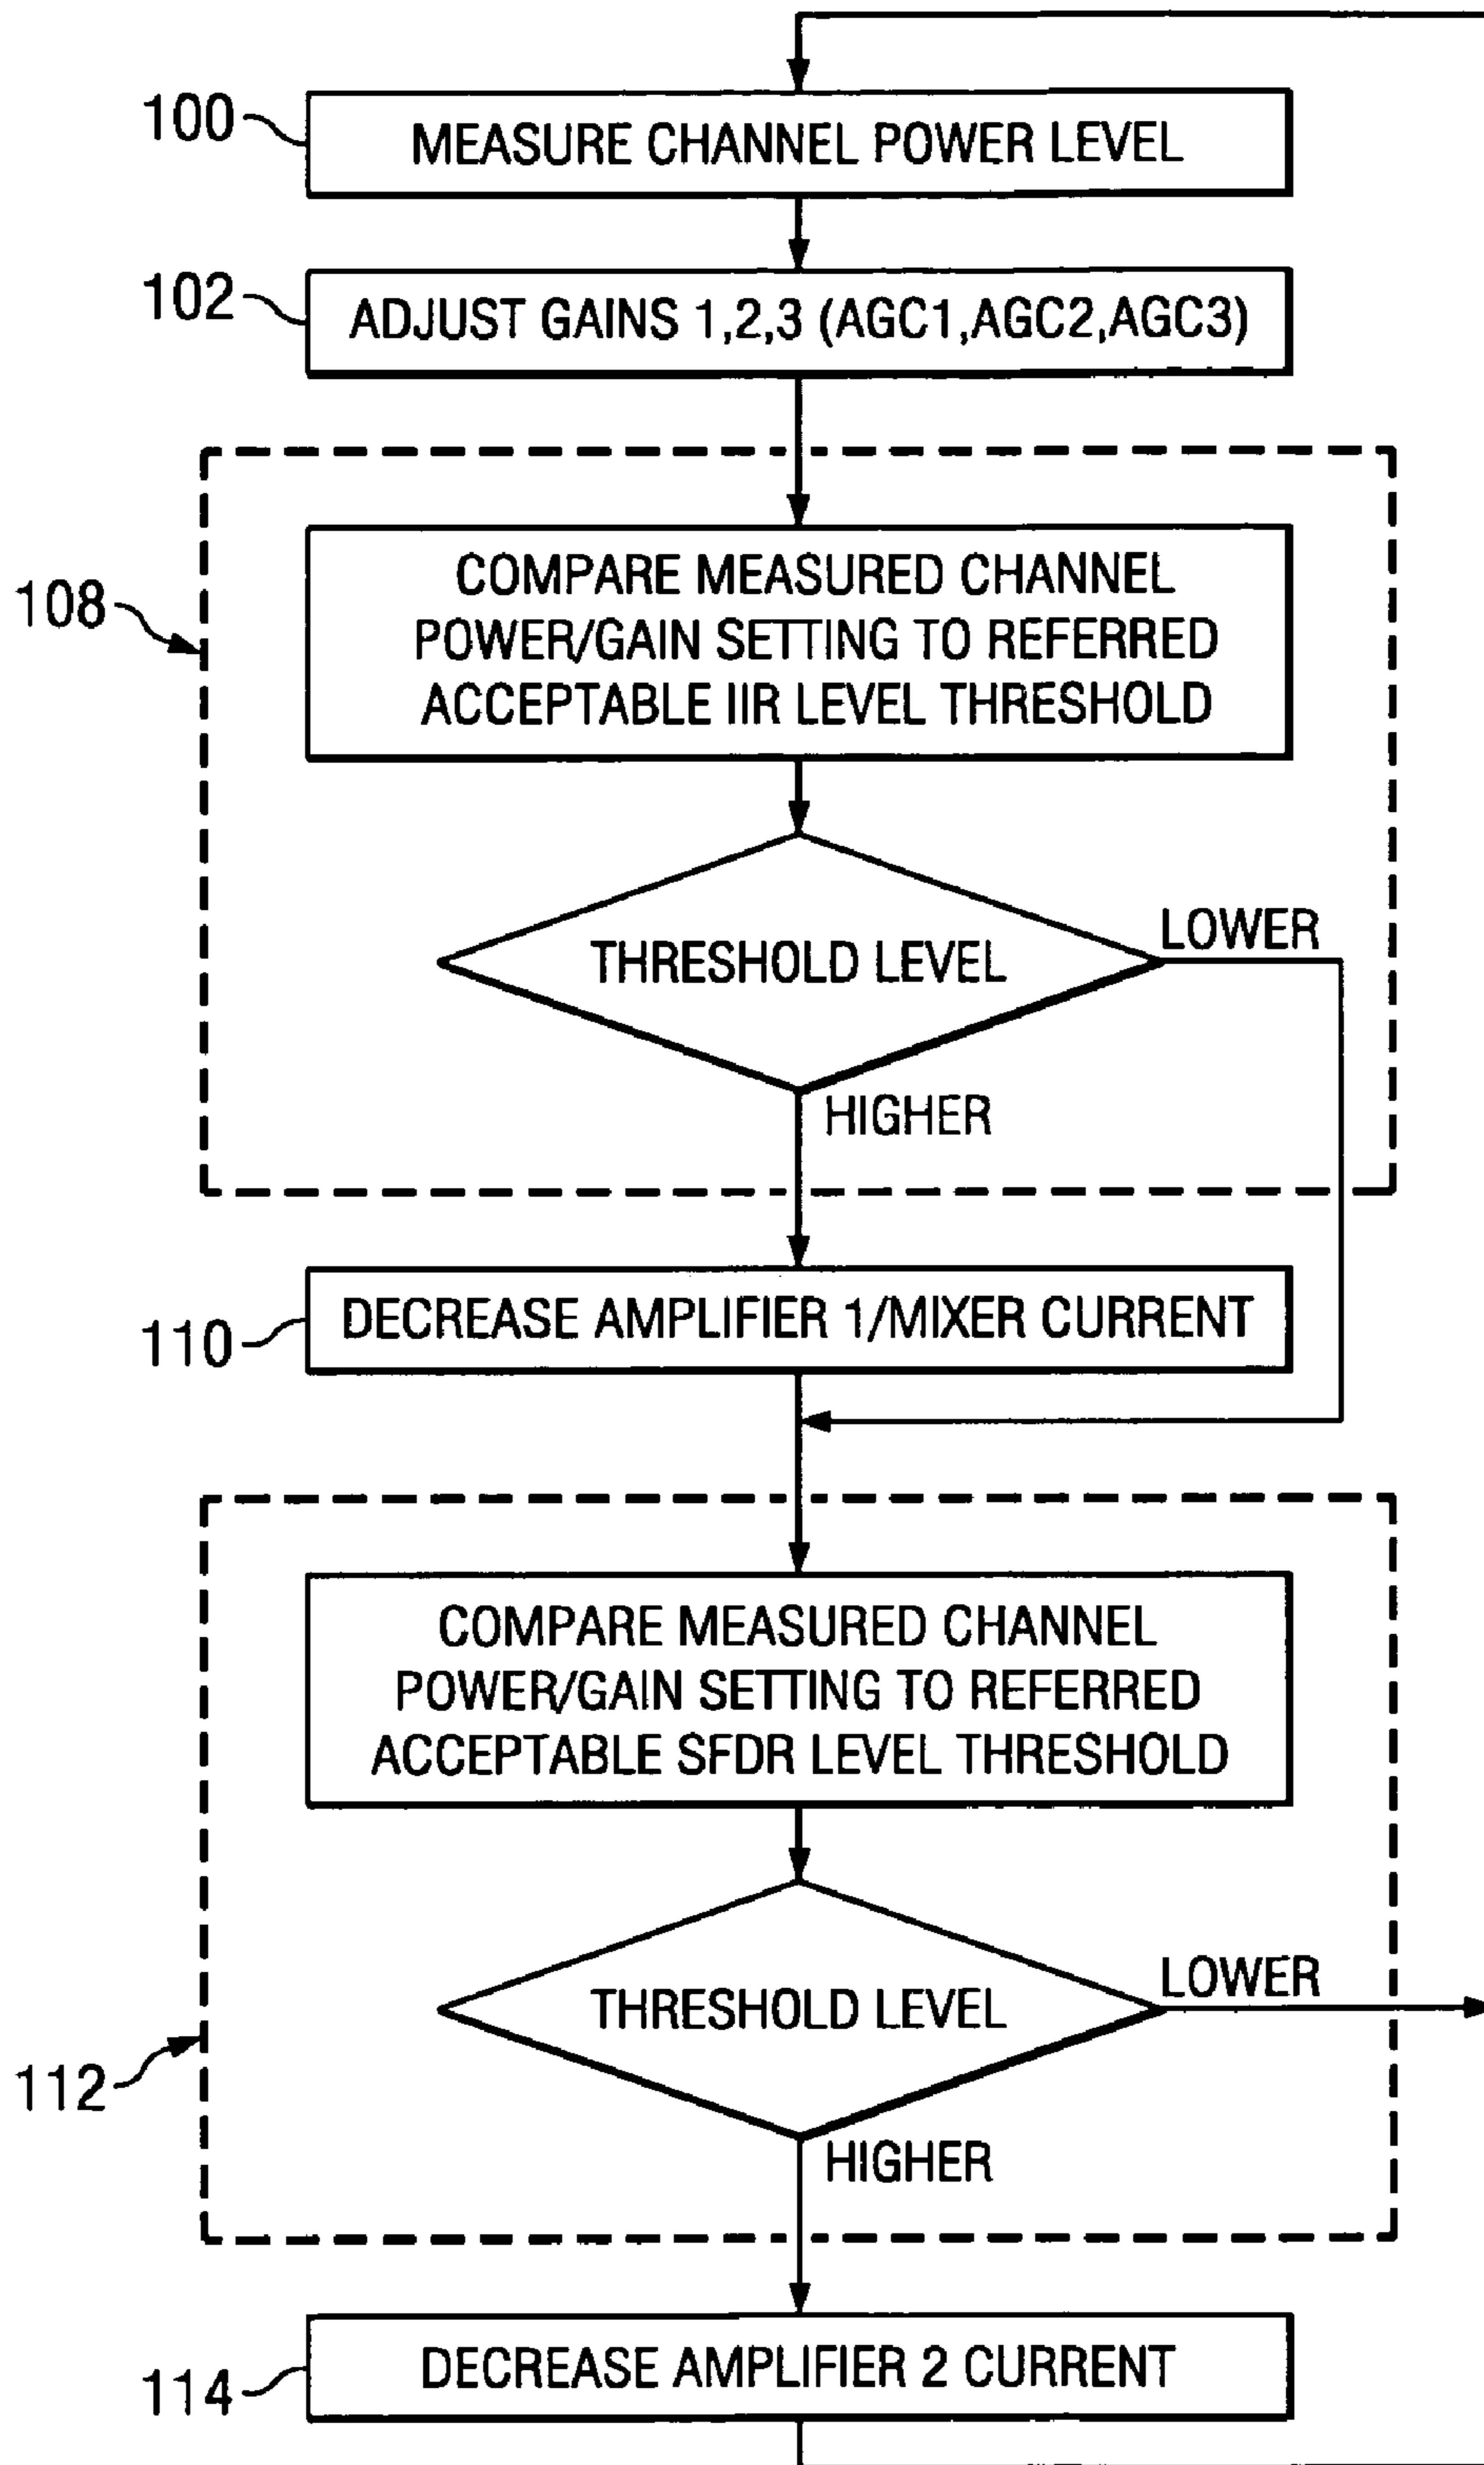 100
MEASURE CHANNEL POWER LEVEL
102
ADJUST GAINS 1,2,3 (AGC1,AGC2,AGC3)
108
COMPARE MEASURED CHANNEL
POWER/GAIN SETTING TO REFERRED
ACCEPTABLE IIR LEVEL THRESHOLD
THRESHOLD LEVEL
LOWER
HIGHER
110
DECREASE AMPLIFIER 1/MIXER CURRENT
COMPARE MEASURED CHANNEL
POWER/GAIN SETTING TO REFERRED
ACCEPTABLE SFDR LEVEL THRESHOLD
THRESHOLD LEVEL
LOWER
112
HIGHER
114
DECREASE AMPLIFIER 2 CURRENT